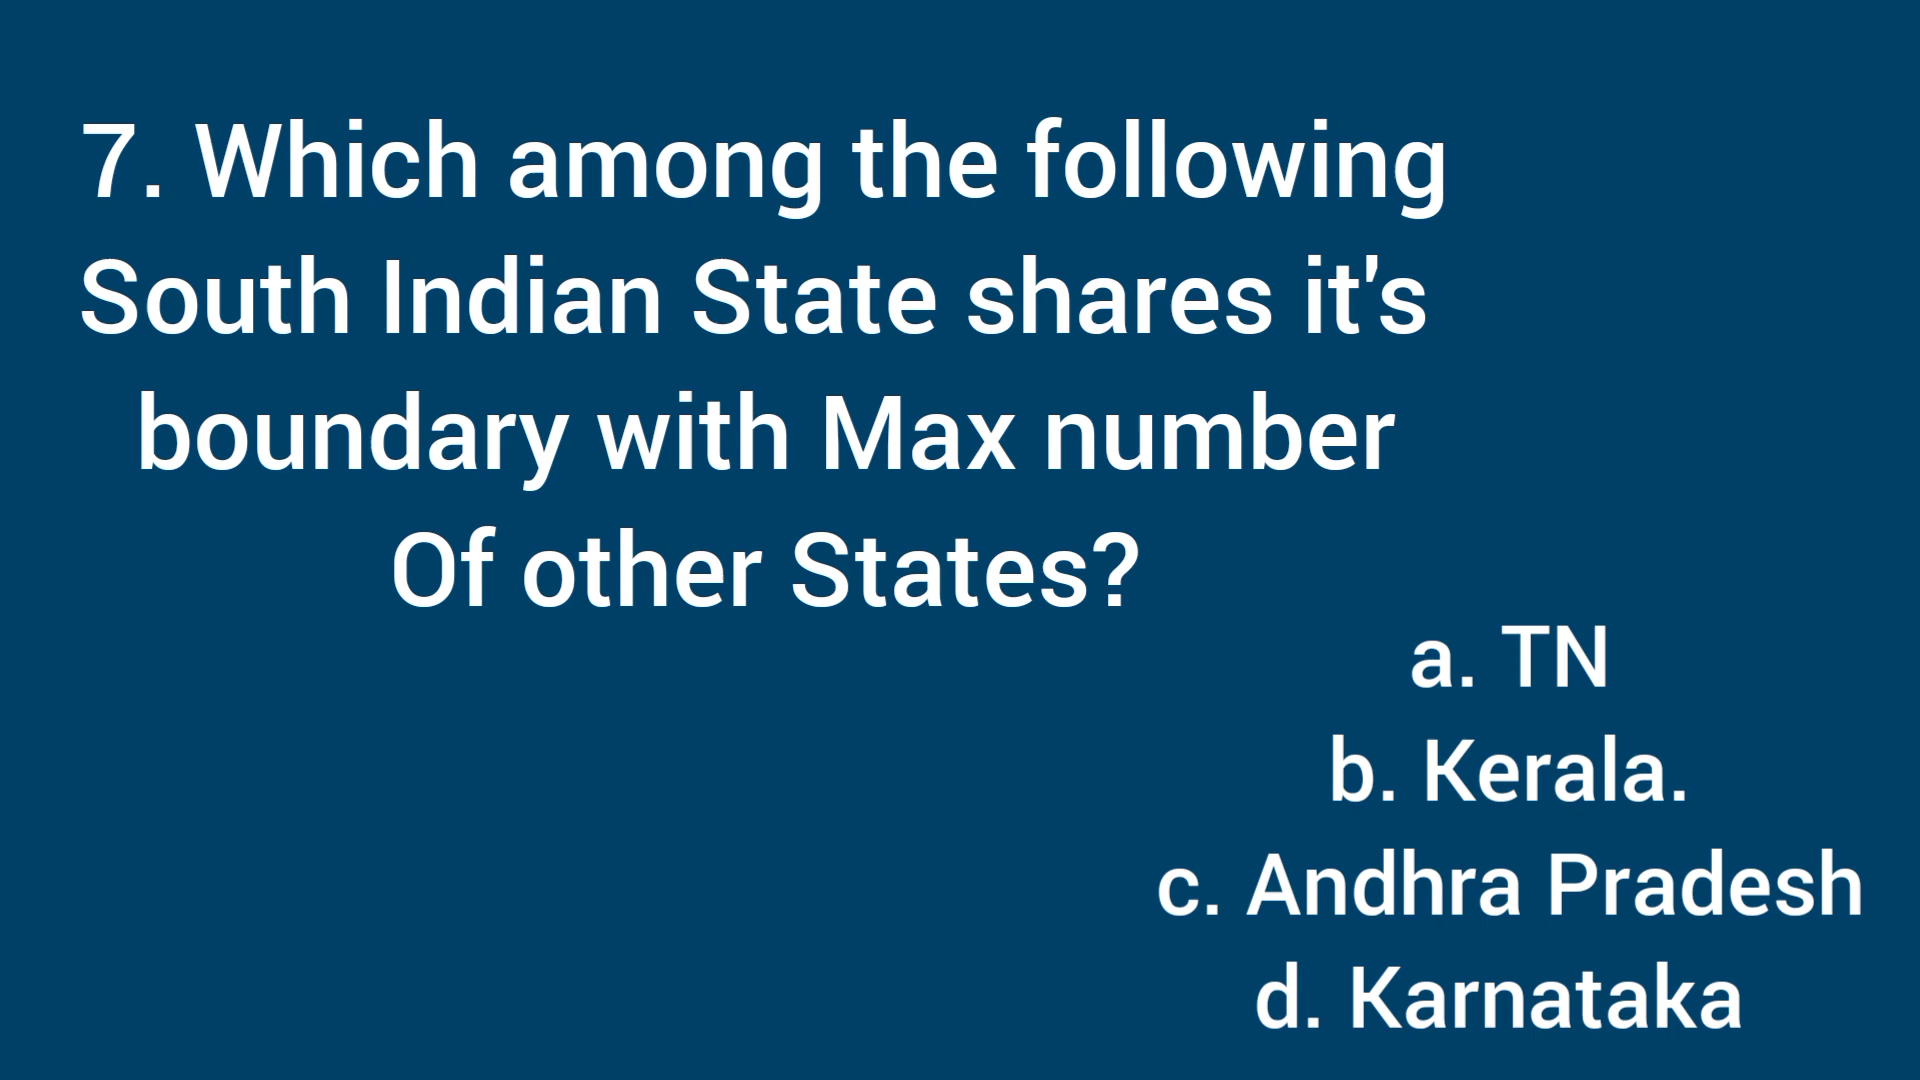 7. Which among the following
South Indian State shares it's
boundary with Max number
Of other States?
a. TN
b. Kerala.
c. Andhra Pradesh
d. Karnataka